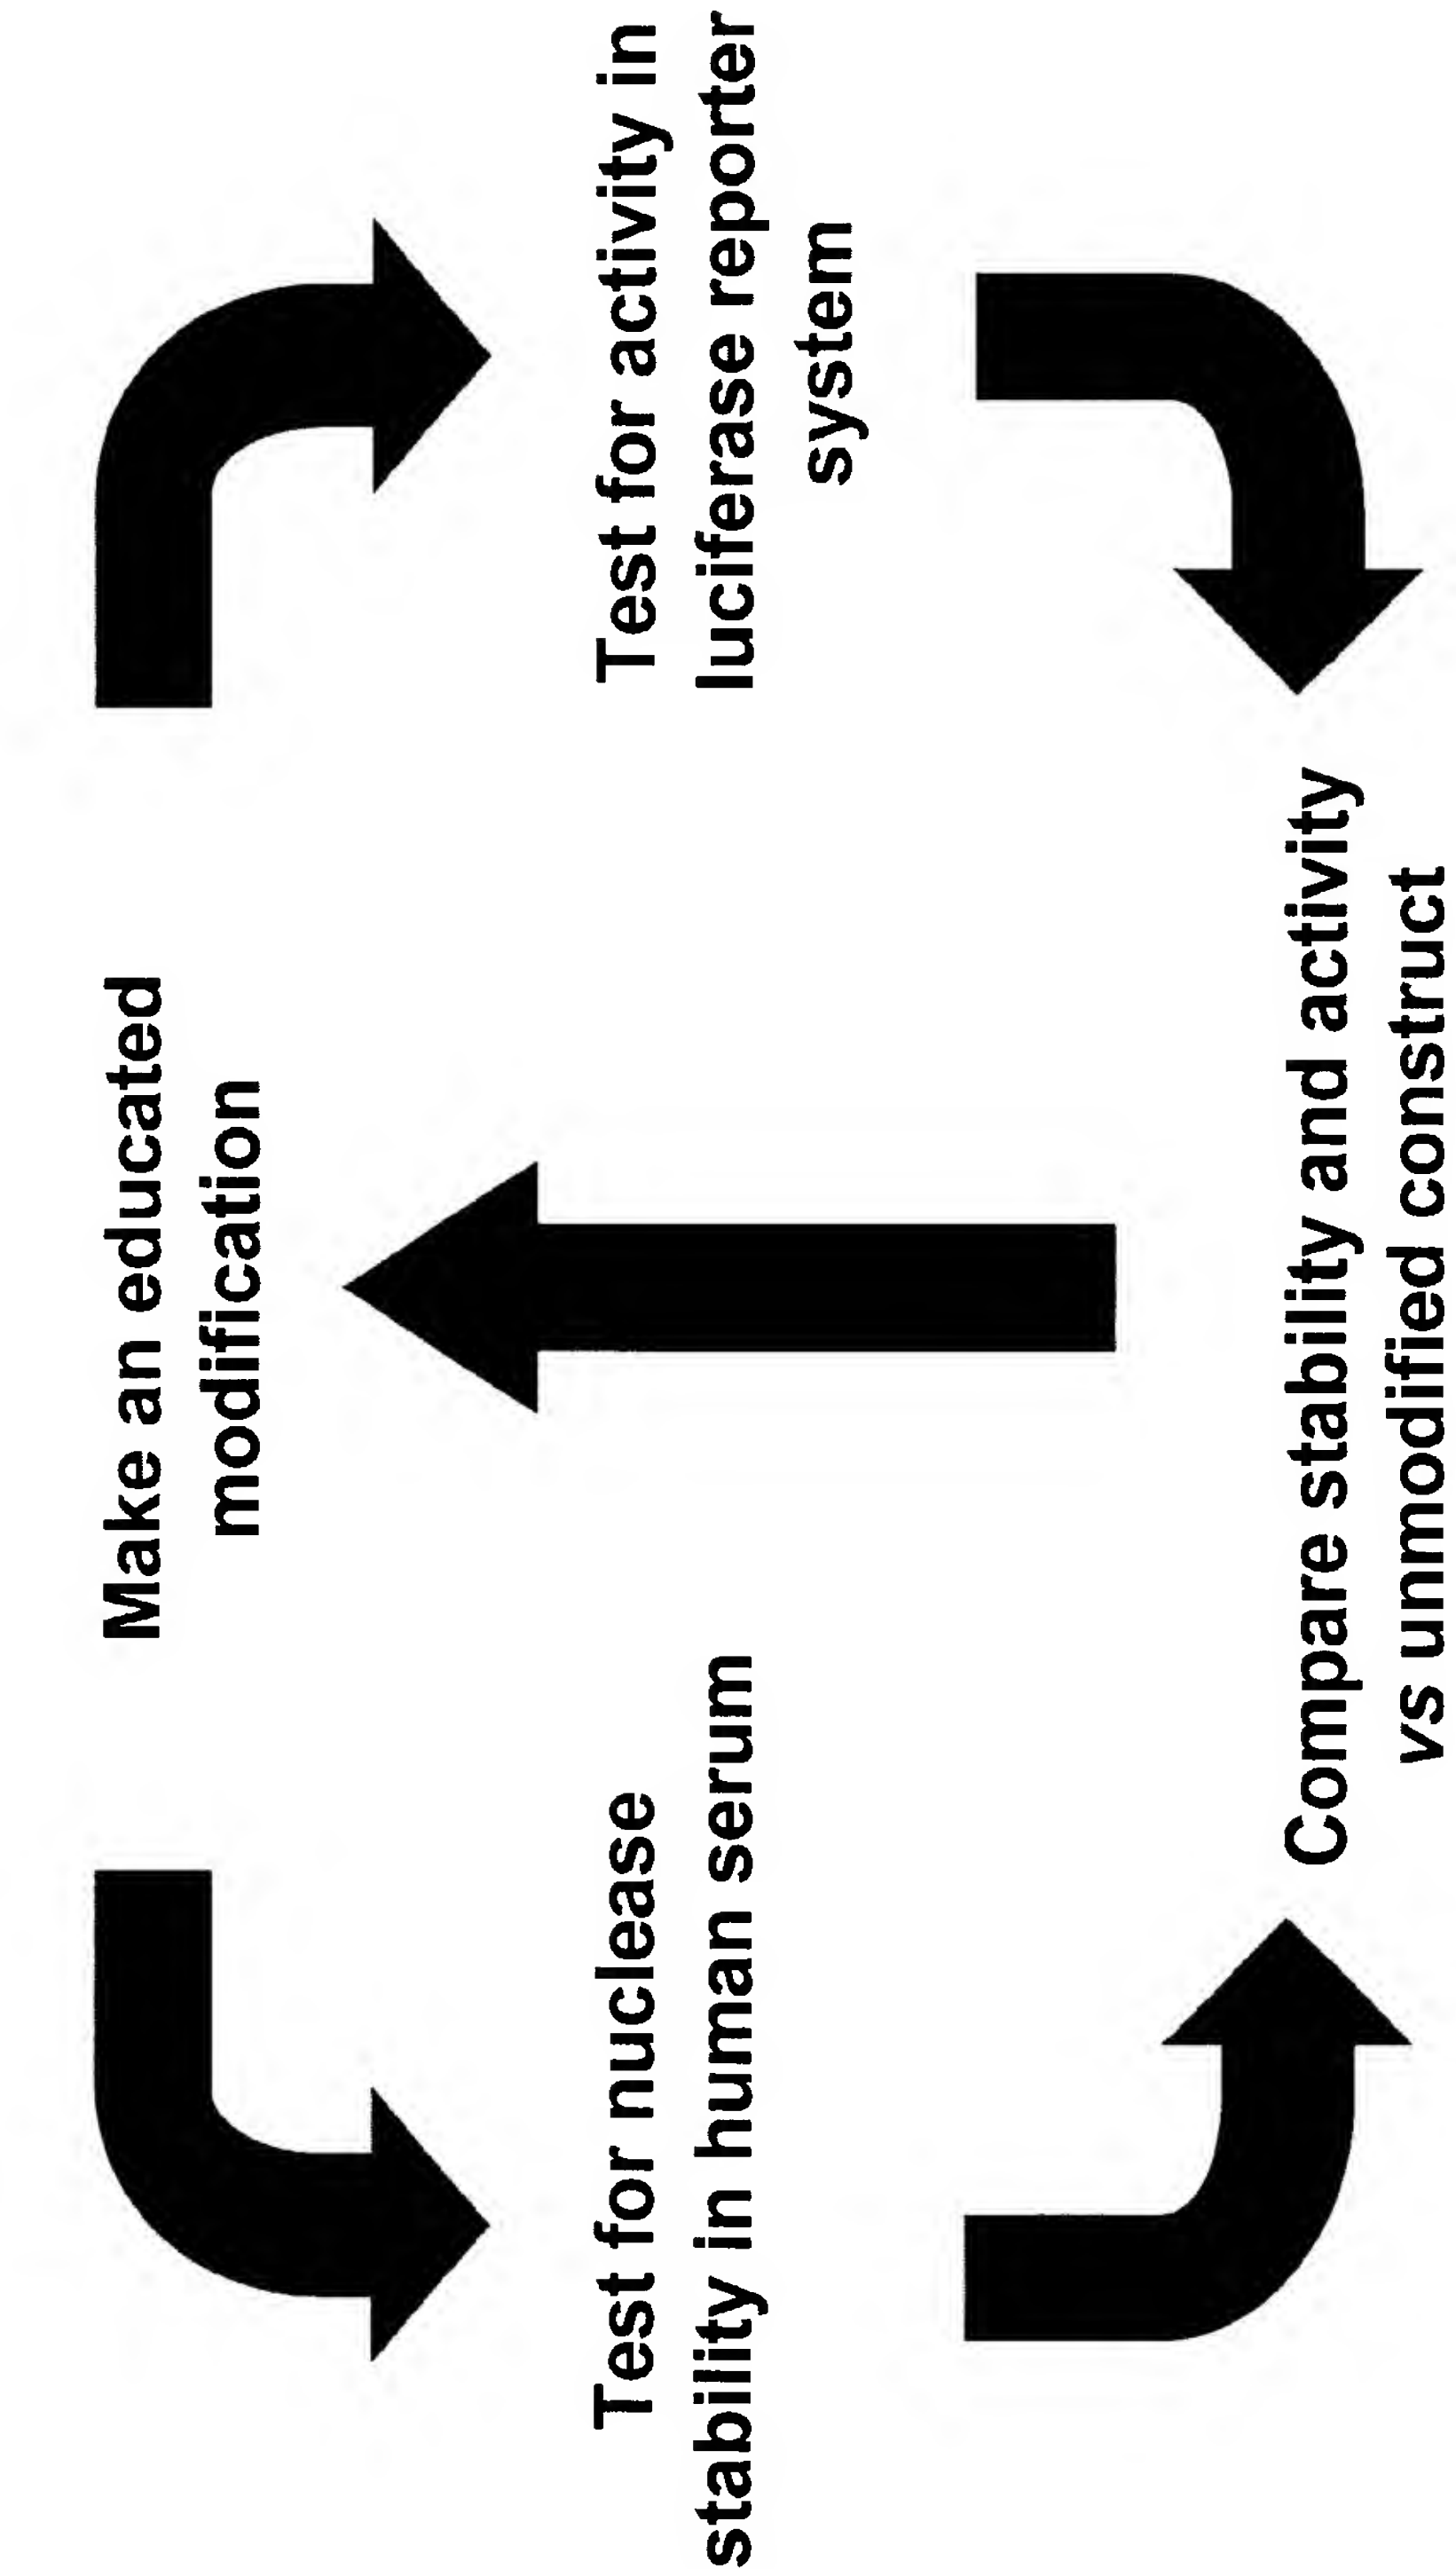 Make an educated
modification
Test for nuclease
stability in human serum
Test for activity in
luciferase reporter
system
Compare stability and activity
vs unmodified construct